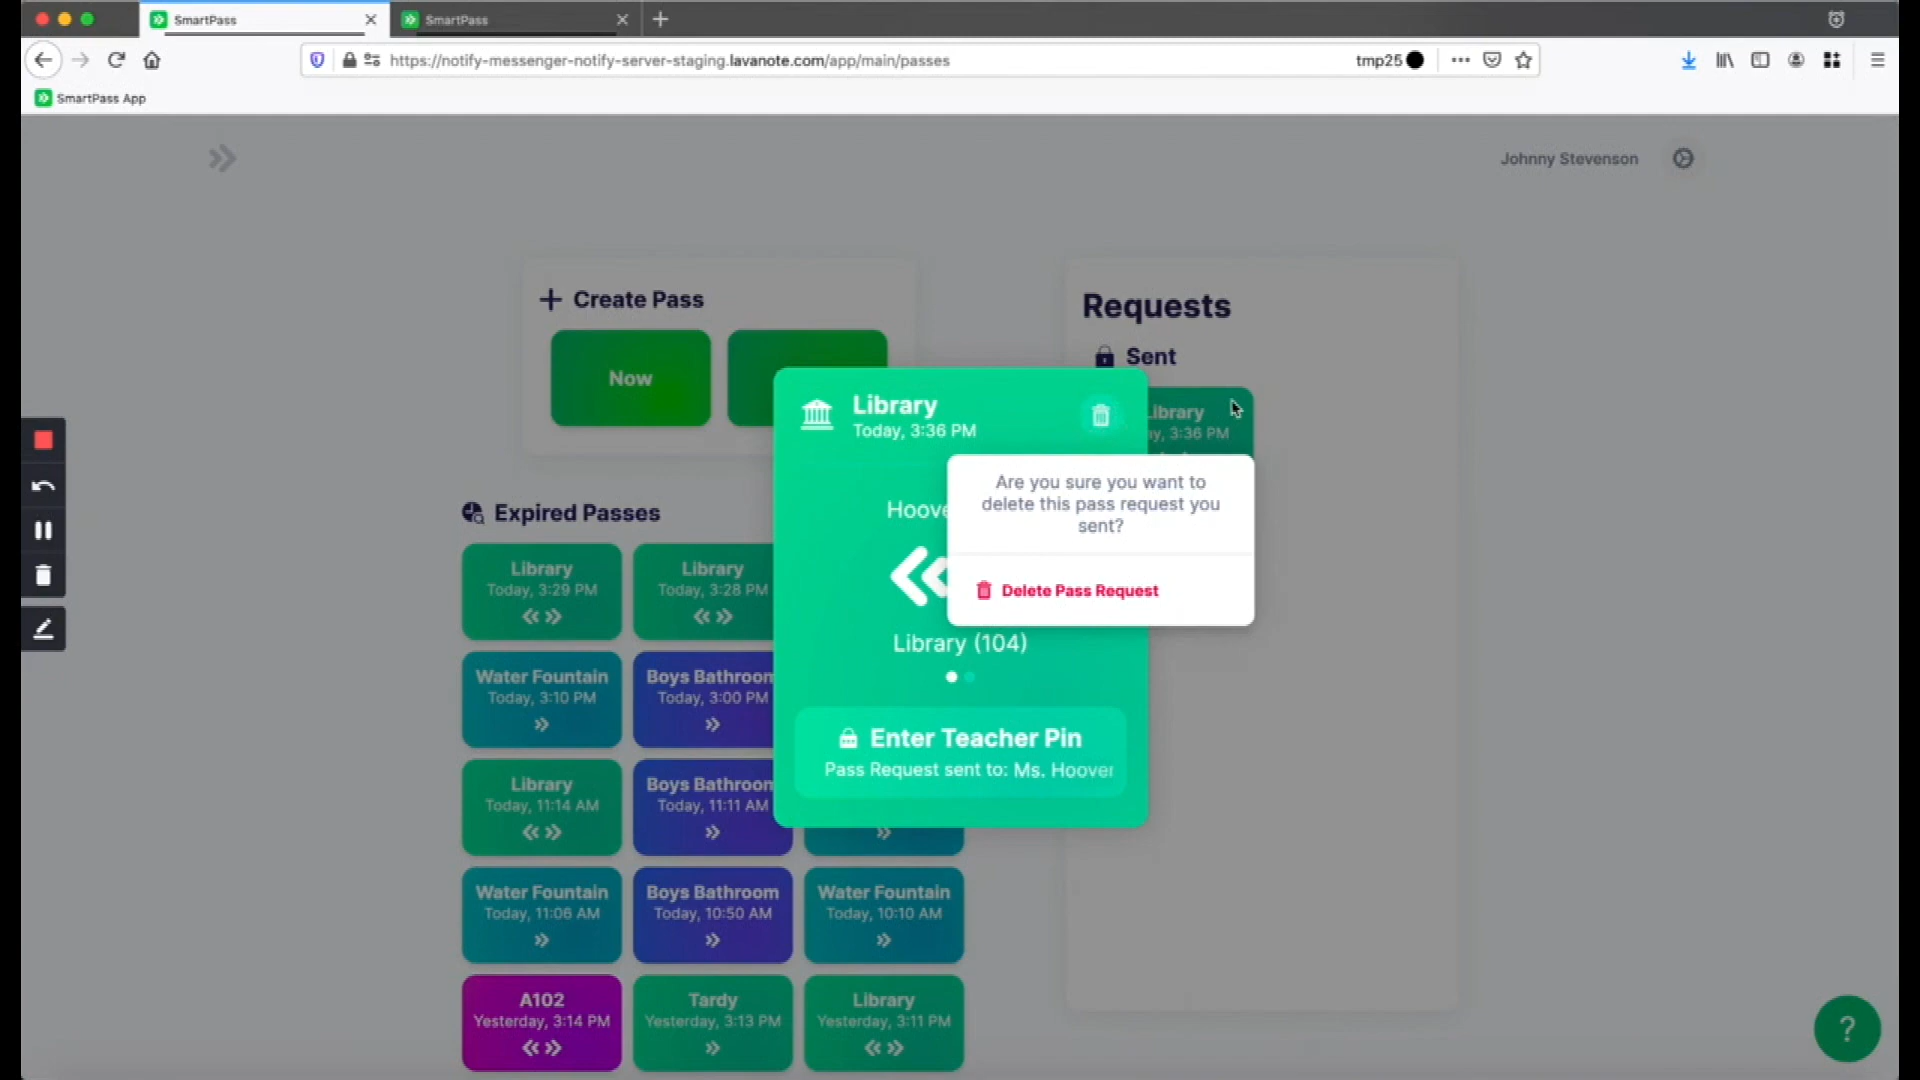 SmartPass
SmartPass
https://notify-messenger-notify-server-staging.lavanote.com/app/main/passes
tmp25
SmartPass App
Johnny Stevenson
Create Pass
Now
Requests
Sent
Library
Today, 3:36 PM
Library
y, 3:36 PM
Are you sure you want to
delete this pass request you
sent?
Delete Pass Request
Hoove
Library (104)
Enter Teacher Pin
Pass Request sent to: Ms. Hoover
Expired Passes
Library
Today, 3:29 PM
Library
Today, 3:28 PM
Water Fountain
Today, 3:10 PM
Boys Bathroom
Today, 3:00 PM
Library
Today, 11:14 AM
Boys Bathroom
Today, 11:11 AM
Water Fountain
Today, 11:06 AM
Boys Bathroom
Today, 10:50 AM
Water Fountain
Today, 10:10 AM
A102
Yesterday, 3:14 PM
Tardy
Yesterday, 3:13 PM
Library
Yesterday, 3:11 PM
?